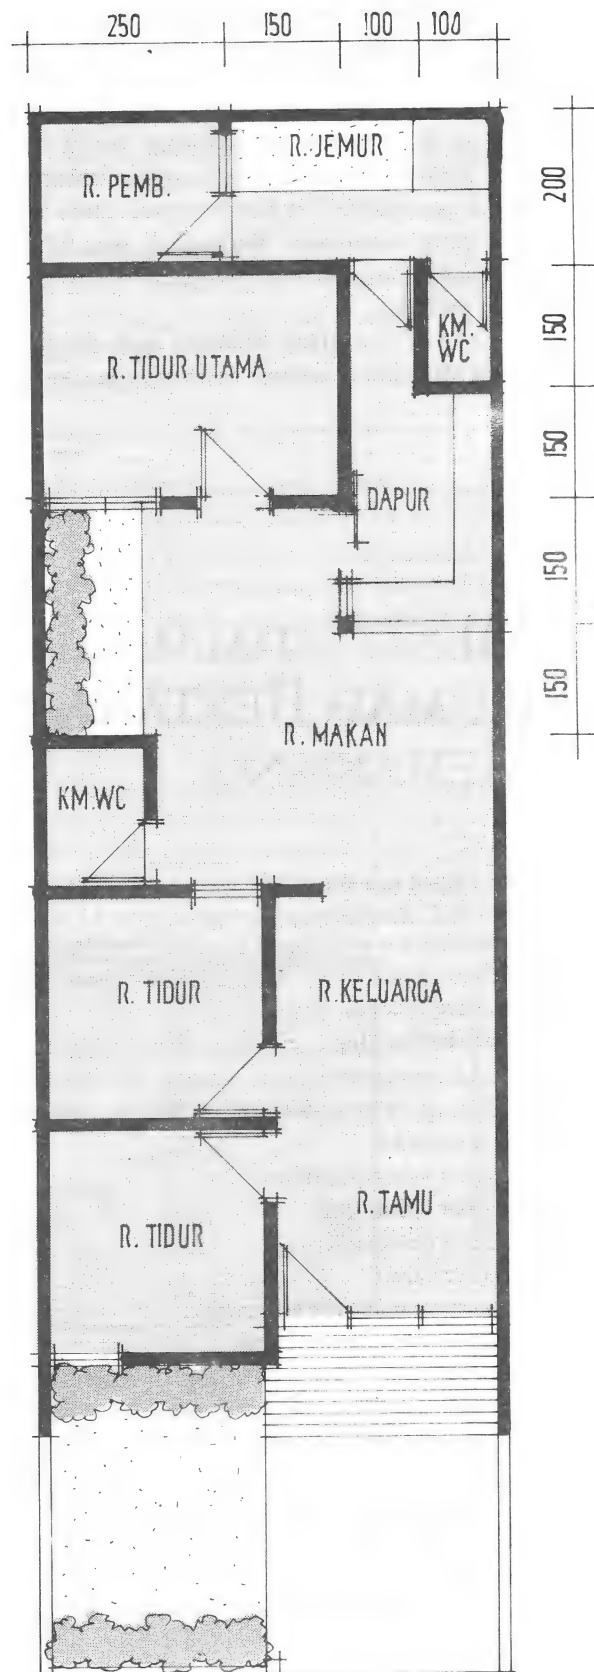 250 150 100 100
R. JEMUR
R. PEMB.
200
150
KM.
WC
R. TIDUR UTAMA
150
DAPUR
150
150
R. MAKAN
KM.WC
R. TIDUR
R. KELUARGA
R. TAMU
R. TIDUR